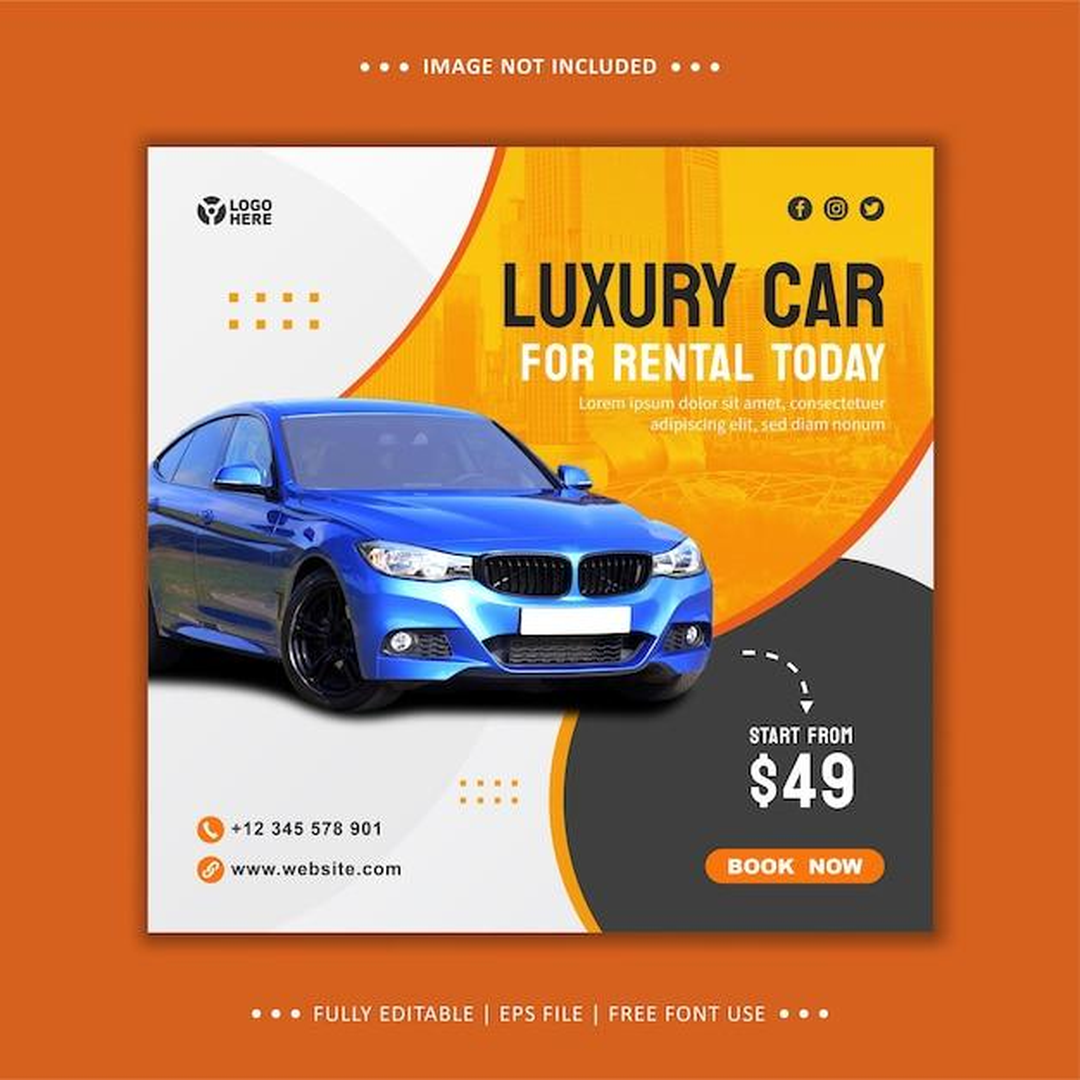 ••• IMAGE NOT INCLUDED •••
LOGO
HERE
LUXURY CAR
FOR RENTAL TODAY
Lorem ipsum dolor sit amet, consectetuer
adipiscing elit, sed diam nonum
START FROM
$49
+12 345 578 901
www.website.com
BOOK NOW
••• FULLY EDITABLE | EPS FILE | FREE FONT USE •••